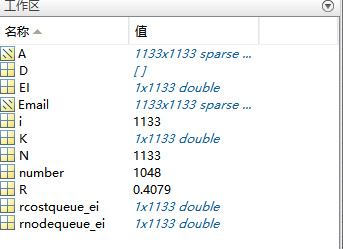 工作区
名称 值
A 1133x1133 sparse ...
D [ ]
EI 1x1133 double
Email 1133x1133 sparse ...
i 1133
K 1x1133 double
N 1133
number 1048
R 0.4079
rcostqueue_ei 1x1133 double
rnodequeue_ei 1x1133 double